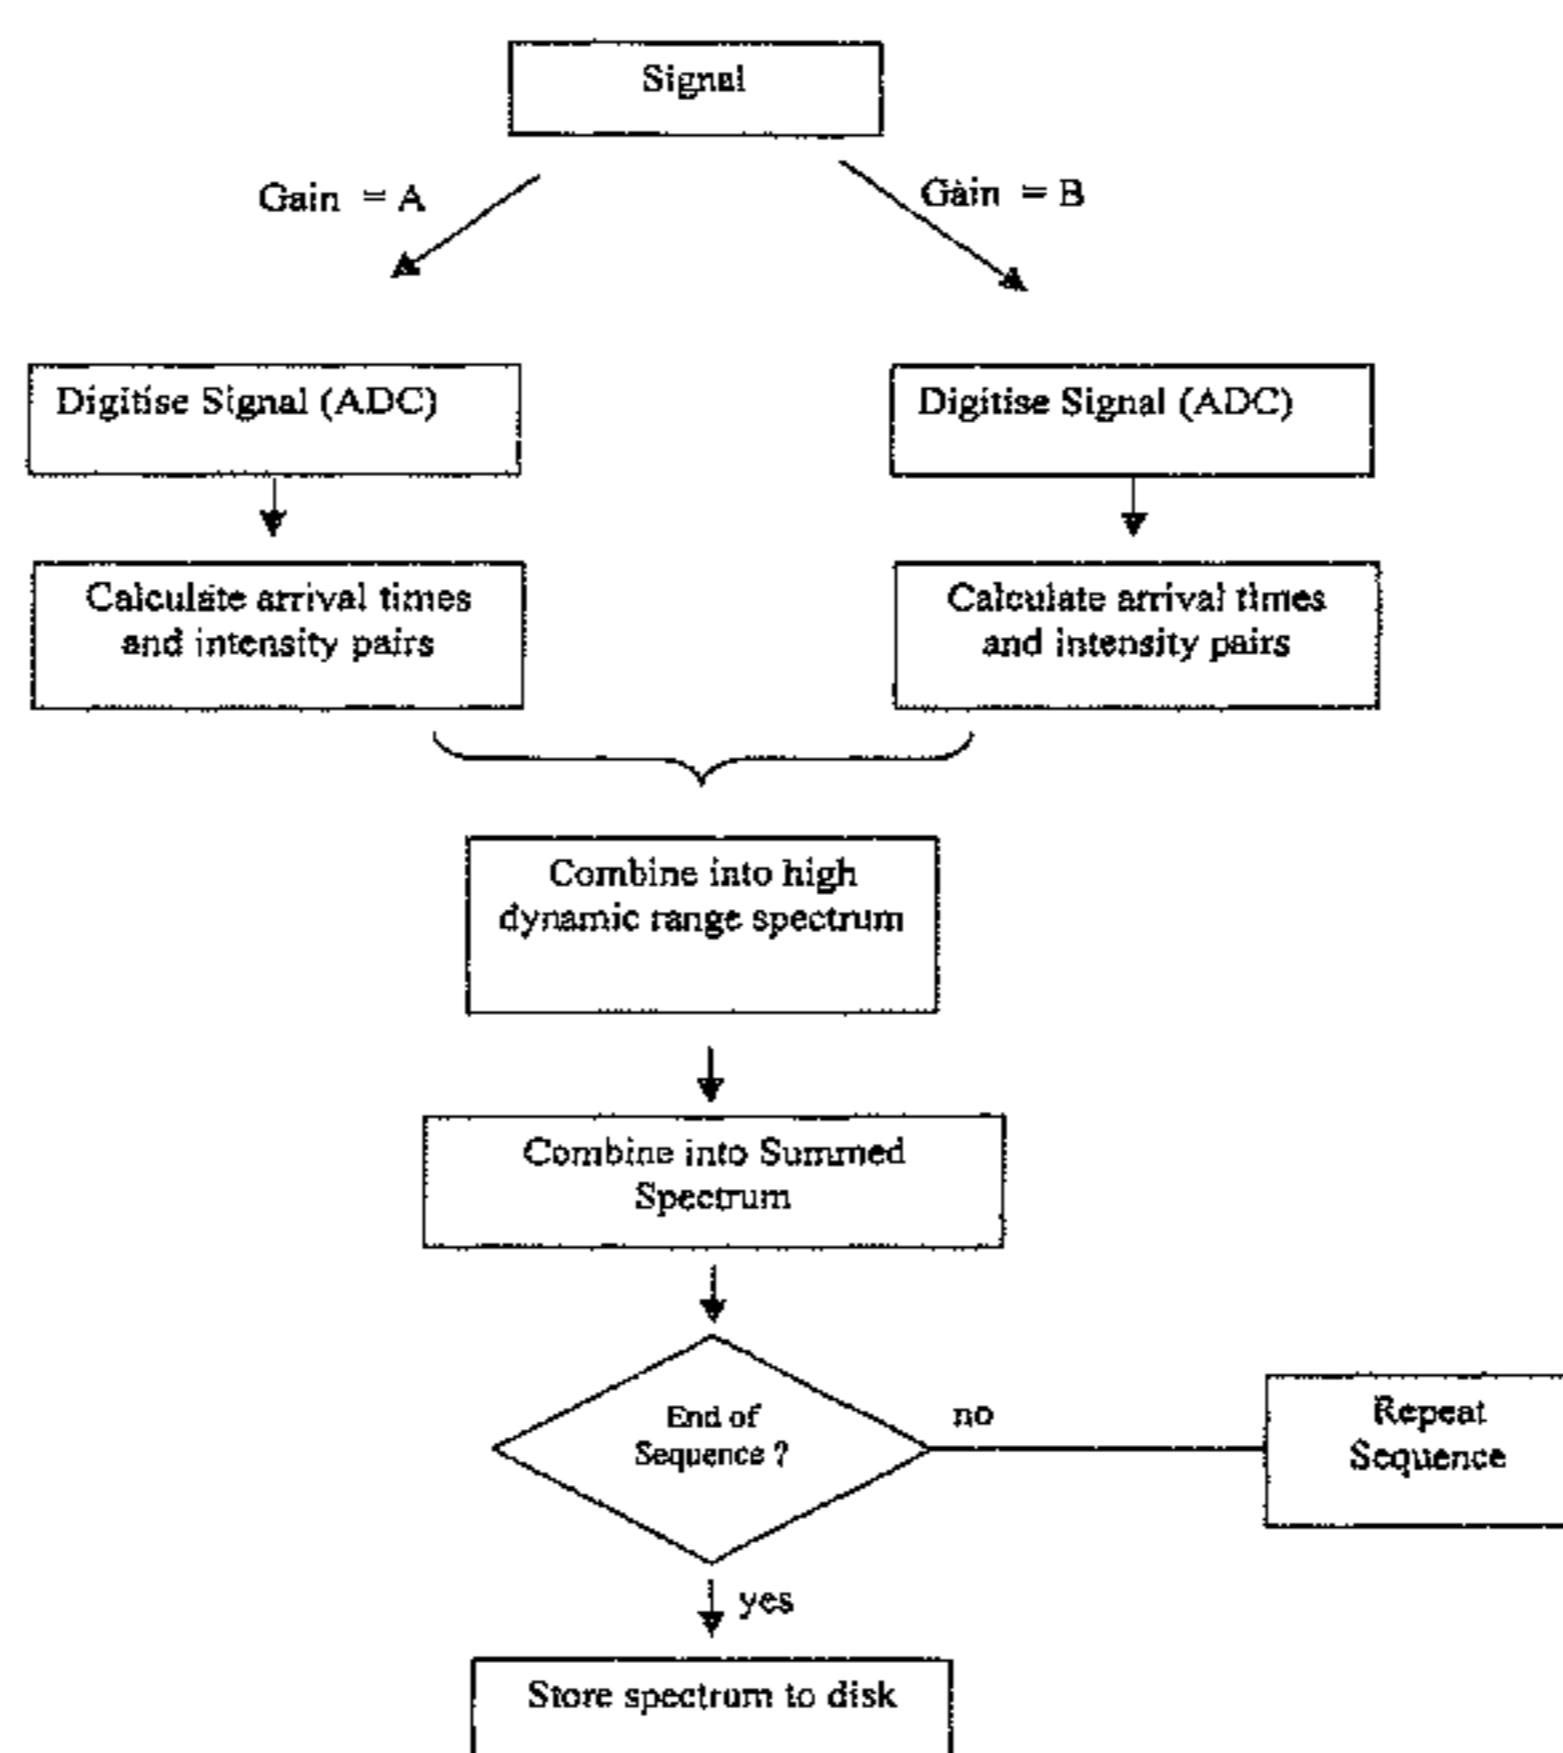 Signal
Gain = A
Gain = B
Digitise Signal (ADC)
Digitise Signal (ADC)
Calculate arrival times
and intensity pairs
Calculate arrival times
and intensity pairs
Combine into high
dynamic range spectrum
Combine into Summed
Spectrum
End of
Sequence ?
no
Repeat
Sequence
yes
Store spectrum to disk